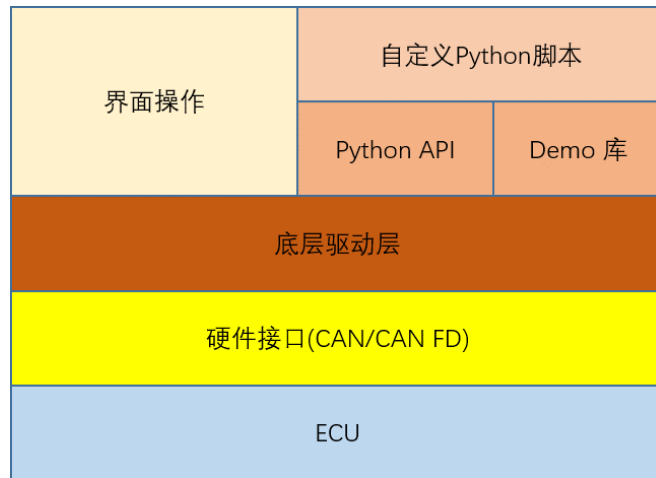 界面操作
自定义Python脚本
Python API
Demo 库
底层驱动层
硬件接口(CAN/CAN FD)
ECU